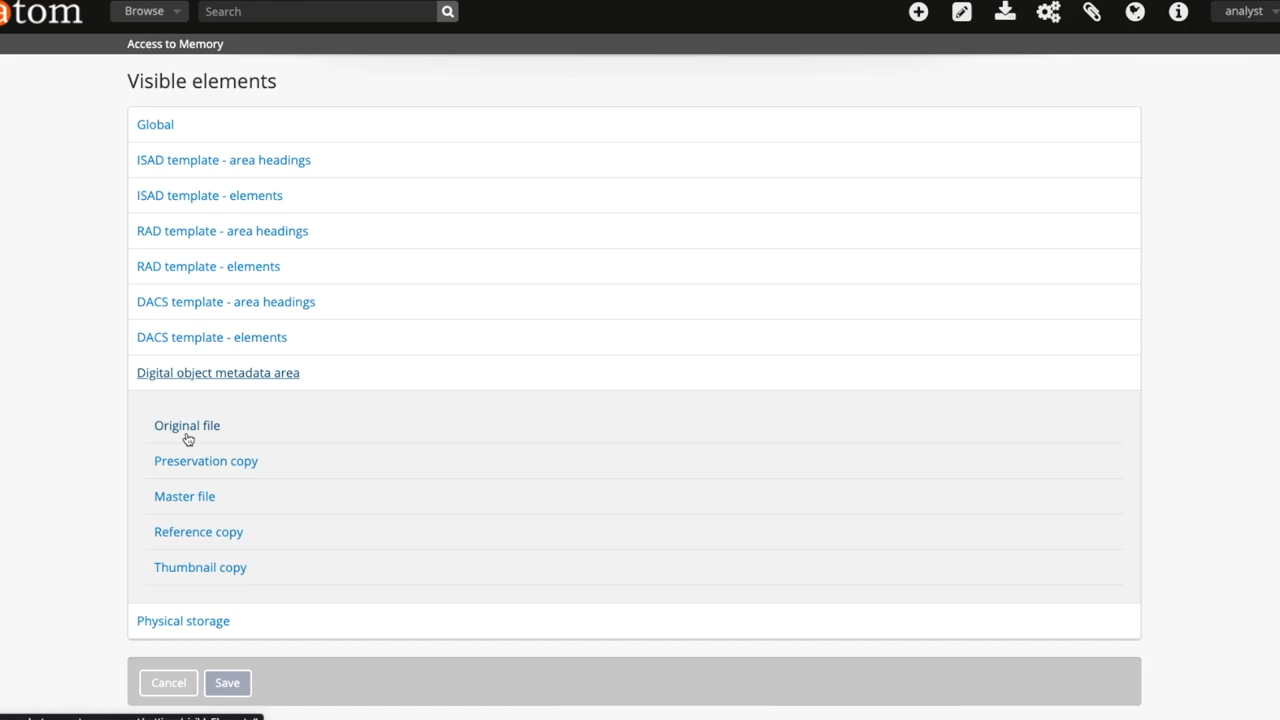 atom
Browse
Search
analyst
Access to Memory
Visible elements
Global
ISAD template - area headings
ISAD template - elements
RAD template - area headings
RAD template - elements
DACS template - area headings
DACS template - elements
Digital object metadata area
Original file
Preservation copy
Master file
Reference copy
Thumbnail copy
Physical storage
Cancel Save